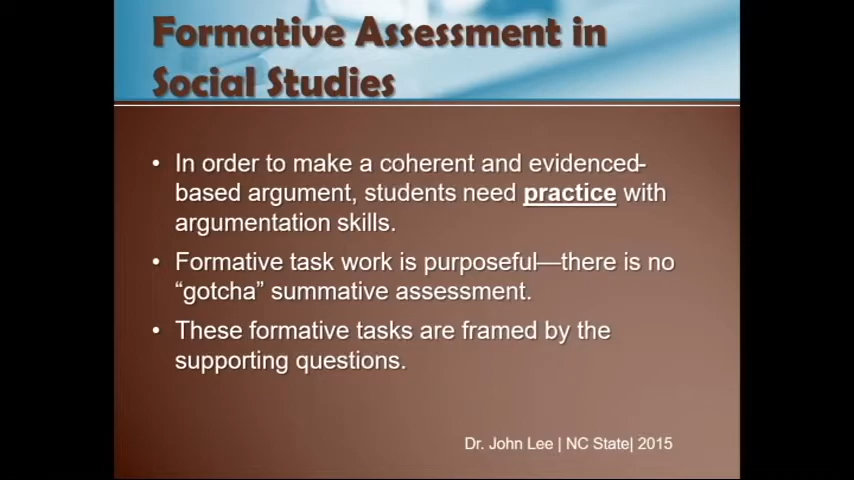 Formative Assessment in
Social Studies
• In order to make a coherent and evidenced-
based argument, students need practice with
argumentation skills.
• Formative task work is purposeful—there is no
“gotcha” summative assessment.
• These formative tasks are framed by the
supporting questions.
Dr. John Lee | NC State| 2015